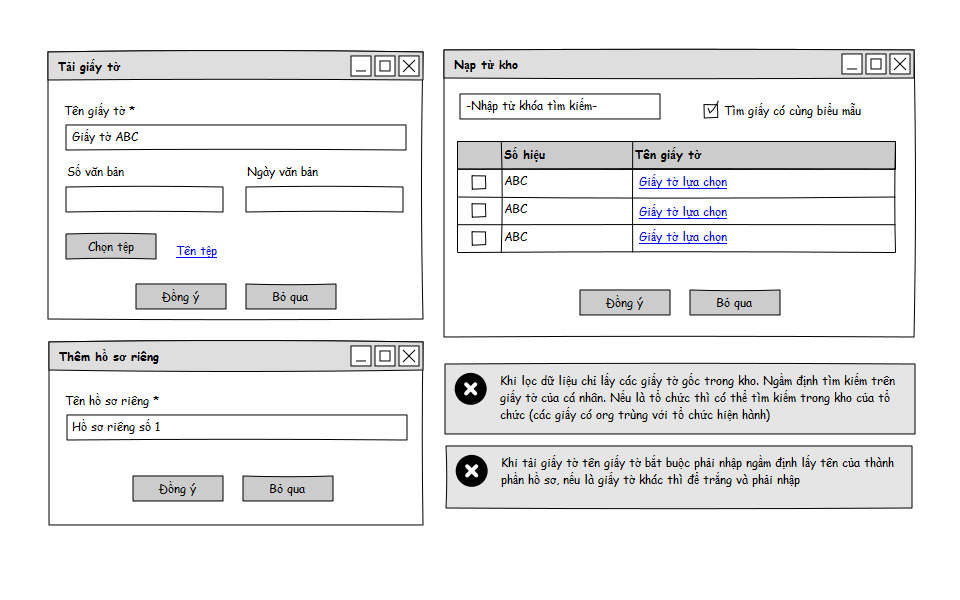 Tải giấy tờ
Tên giấy tờ *
Giấy tờ ABC
Số văn bản
Ngày văn bản
Chọn tệp
Tên tệp
Đồng ý
Bỏ qua
Nạp từ kho
-Nhập từ khóa tìm kiếm-
Tìm giấy có cùng biểu mẫu
Số hiệu
Tên giấy tờ
ABC
Giấy tờ lựa chọn
ABC
Giấy tờ lựa chọn
ABC
Giấy tờ lựa chọn
Đồng ý
Bỏ qua
Thêm hồ sơ riêng
Tên hồ sơ riêng *
Hồ sơ riêng số 1
Đồng ý
Bỏ qua
Khi lọc dữ liệu chỉ lấy các giấy tờ gốc trong kho. Ngầm định tìm kiếm trên
giấy tờ của cá nhân. Nếu là tổ chức thì có thể tìm kiếm trong kho của tổ
chức (các giấy có org trùng với tổ chức hiện hành)
Khi tải giấy tờ tên giấy tờ bắt buộc phải nhập ngầm định lấy tên của thành
phần hồ sơ, nếu là giấy tờ khác thì để trắng và phải nhập